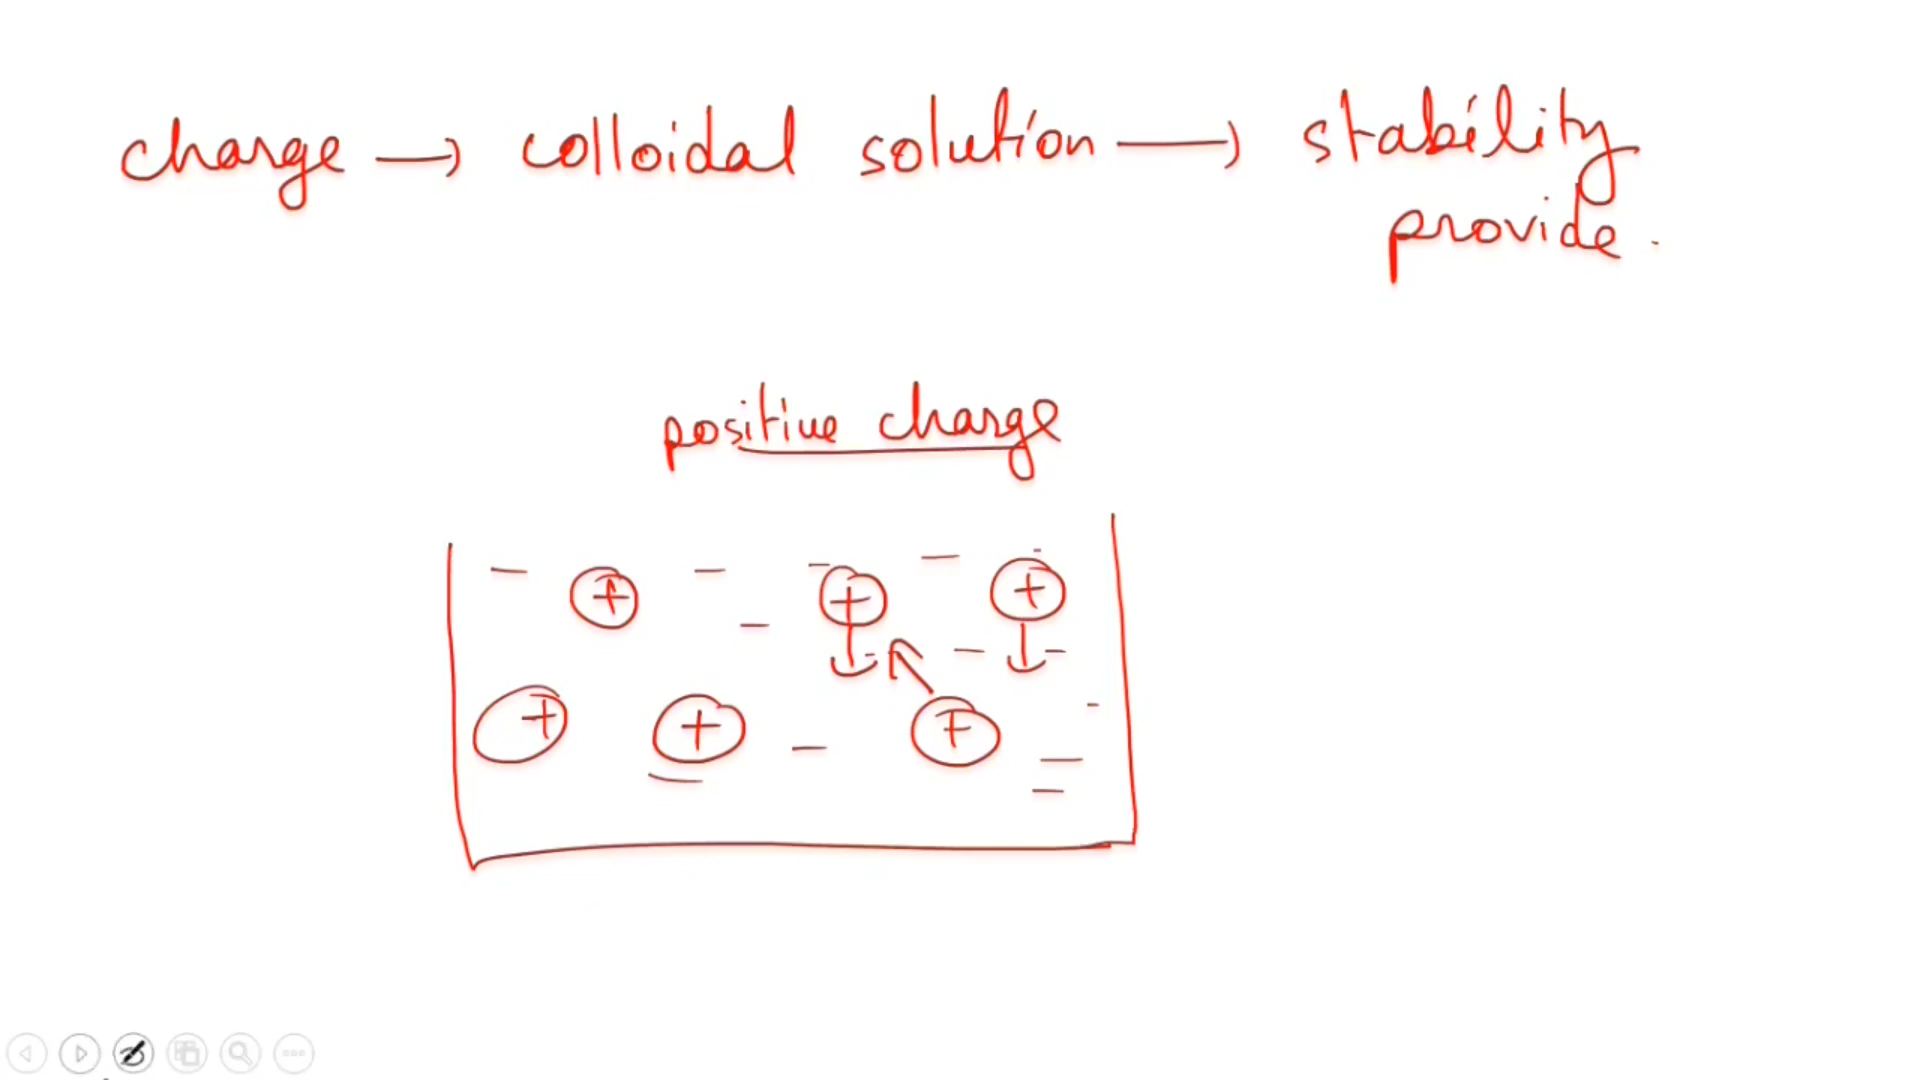 charge → colloidal solution → stability
provide.
positive charge
- + - - + - + -
- - - -
+ + - + -
- - -